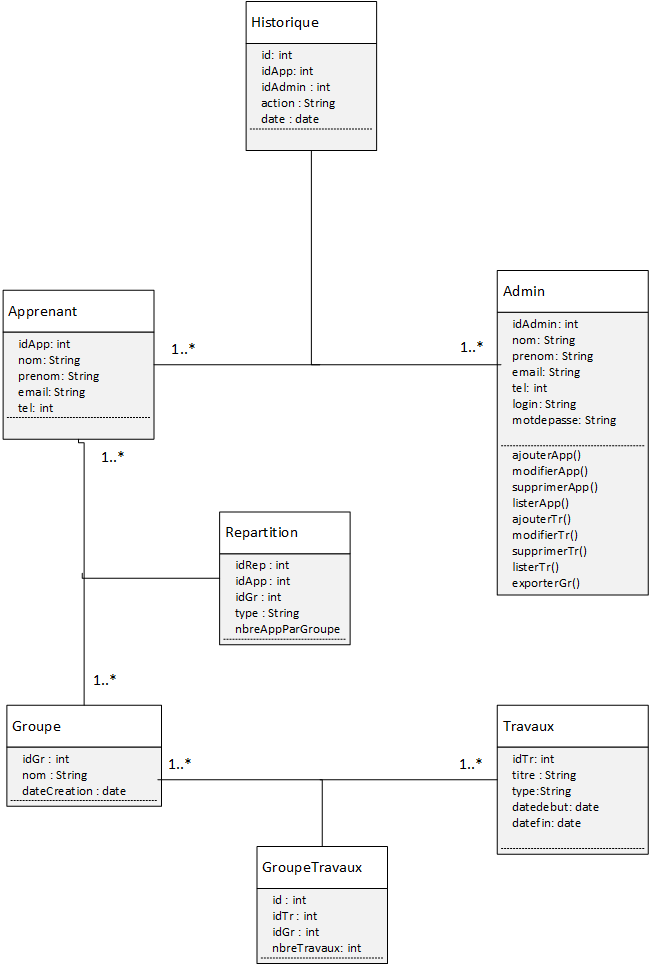 Historique
id: int
idApp: int
idAdmin : int
action : String
date : date
Apprenant
idApp: int
nom: String
prenom: String
email: String
tel: int
1..*
1..*
Admin
idAdmin: int
nom: String
prenom: String
email: String
tel: int
login: String
motdepasse: String
ajouterApp()
modifierApp()
supprimerApp()
listerApp()
ajouterTr()
modifierTr()
supprimerTr()
listerTr()
exporterGr()
1..*
Repartition
idRep : int
idApp : int
idGr : int
type : String
nbreAppParGroupe
1..*
Groupe
idGr : int
nom : String
dateCreation : date
1..*
1..*
Travaux
idTr: int
titre : String
type:String
datedebut: date
datefin: date
GroupeTravaux
id : int
idTr : int
idGr : int
nbreTravaux: int